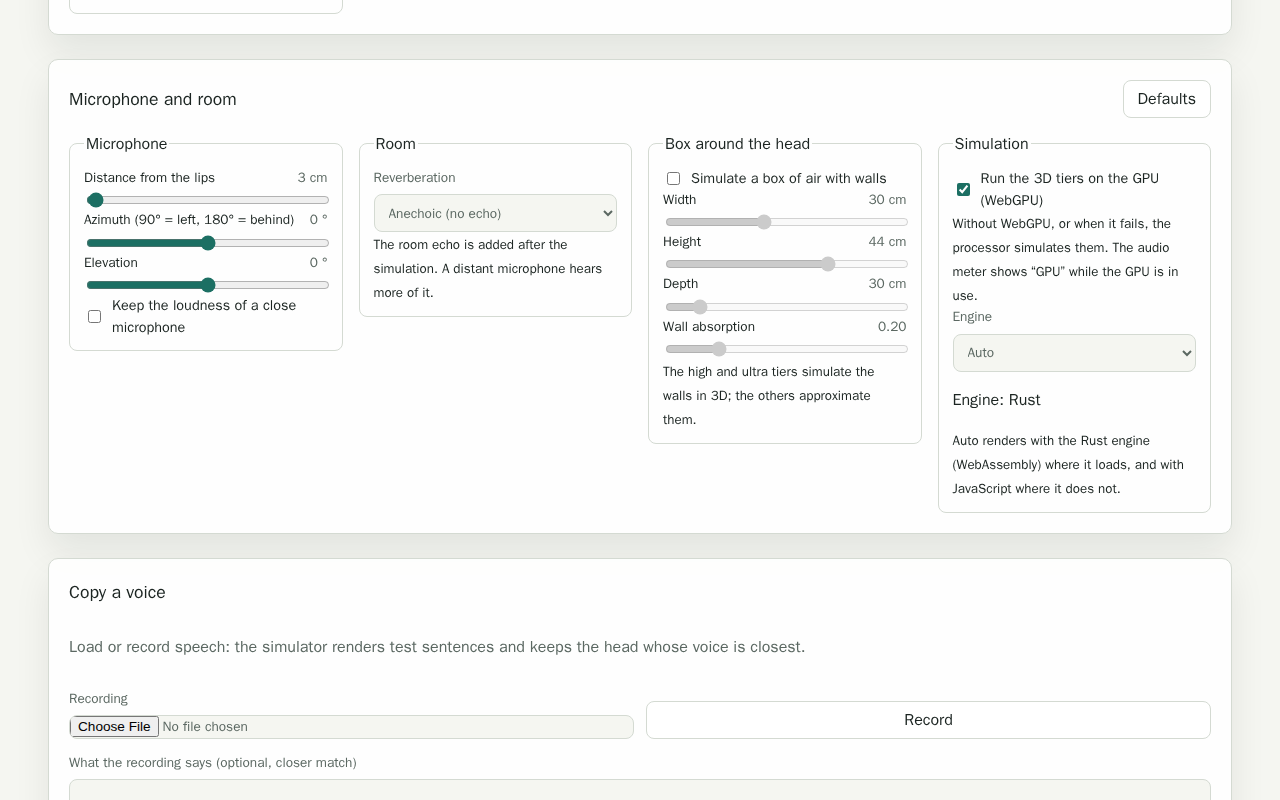 Microphone and room
Defaults
Microphone
Distance from the lips 3 cm
Azimuth (90° = left, 180° = behind) 0 °
Elevation 0 °
Keep the loudness of a close
microphone
Room
Reverberation
Anechoic (no echo)
The room echo is added after the
simulation. A distant microphone hears
more of it.
Box around the head
Simulate a box of air with walls
Width 30 cm
Height 44 cm
Depth 30 cm
Wall absorption 0.20
The high and ultra tiers simulate the
walls in 3D; the others approximate
them.
Simulation
Run the 3D tiers on the GPU
(WebGPU)
Without WebGPU, or when it fails, the
processor simulates them. The audio
meter shows “GPU” while the GPU is in
use.
Engine
Auto
Engine: Rust
Auto renders with the Rust engine
(WebAssembly) where it loads, and with
JavaScript where it does not.
Copy a voice
Load or record speech: the simulator renders test sentences and keeps the head whose voice is closest.
Recording
Choose File No file chosen
Record
What the recording says (optional, closer match)